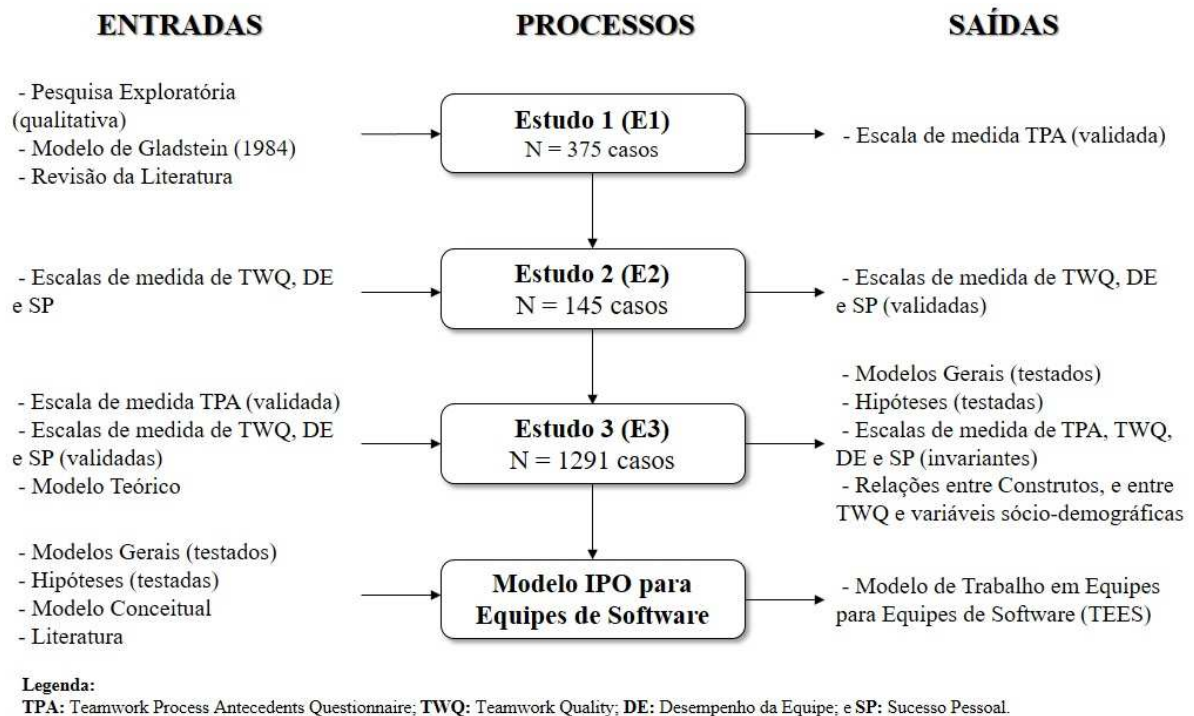 ENTRADAS
PROCESSOS
SAÍDAS
- Pesquisa Exploratória
(qualitativa)
- Modelo de Gladstein (1984)
- Revisão da Literatura
Estudo 1 (E1)
N = 375 casos
- Escala de medida TPA (validada)
- Escalas de medida de TWQ, DE
e SP
Estudo 2 (E2)
N = 145 casos
- Escalas de medida de TWQ, DE
e SP (validadas)
- Escala de medida TPA (validada)
- Escalas de medida de TWQ, DE
e SP (validadas)
- Modelo Teórico
Estudo 3 (E3)
N = 1291 casos
- Modelos Gerais (testados)
- Hipóteses (testadas)
- Escalas de medida de TPA, TWQ,
DE e SP (invariantes)
- Relações entre Construtos, e entre
TWQ e variáveis sócio-demográficas
- Modelos Gerais (testados)
- Hipóteses (testadas)
- Modelo Conceitual
- Literatura
Modelo IPO para
Equipes de Software
- Modelo de Trabalho em Equipes
para Equipes de Software (TEES)
Legenda:
TPA: Teamwork Process Antecedents Questionnaire; TWQ: Teamwork Quality; DE: Desempenho da Equipe; e SP: Sucesso Pessoal.